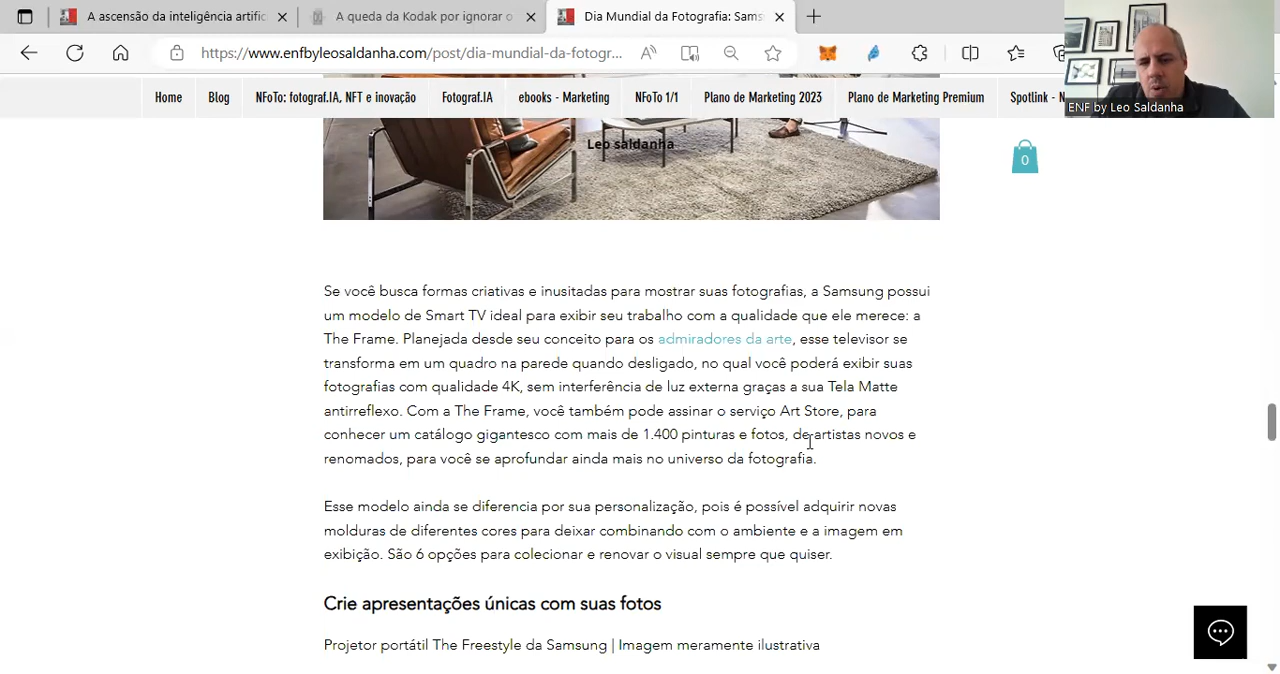 A ascensão da inteligência artific
A queda da Kodak por ignorar o
Dia Mundial da Fotografia: Sams
https://www.enfbyleosaldanha.com/post/dia-mundial-da-fotogr...
Home
Blog
NFoTo: fotograf.IA, NFT e inovação
Fotograf.IA
ebooks - Marketing
NFoTo 1/1
Plano de Marketing 2023
Plano de Marketing Premium
Spotlink - N
ENF by Leo Saldanha
Leo saldanha
0
Se você busca formas criativas e inusitadas para mostrar suas fotografias, a Samsung possui
um modelo de Smart TV ideal para exibir seu trabalho com a qualidade que ele merece: a
The Frame. Planejada desde seu conceito para os admiradores da arte, esse televisor se
transforma em um quadro na parede quando desligado, no qual você poderá exibir suas
fotografias com qualidade 4K, sem interferência de luz externa graças a sua Tela Matte
antirreflexo. Com a The Frame, você também pode assinar o serviço Art Store, para
conhecer um catálogo gigantesco com mais de 1.400 pinturas e fotos, de artistas novos e
renomados, para você se aprofundar ainda mais no universo da fotografia.
Esse modelo ainda se diferencia por sua personalização, pois é possível adquirir novas
molduras de diferentes cores para deixar combinando com o ambiente e a imagem em
exibição. São 6 opções para colecionar e renovar o visual sempre que quiser.
Crie apresentações únicas com suas fotos
Projetor portátil The Freestyle da Samsung | Imagem meramente ilustrativa